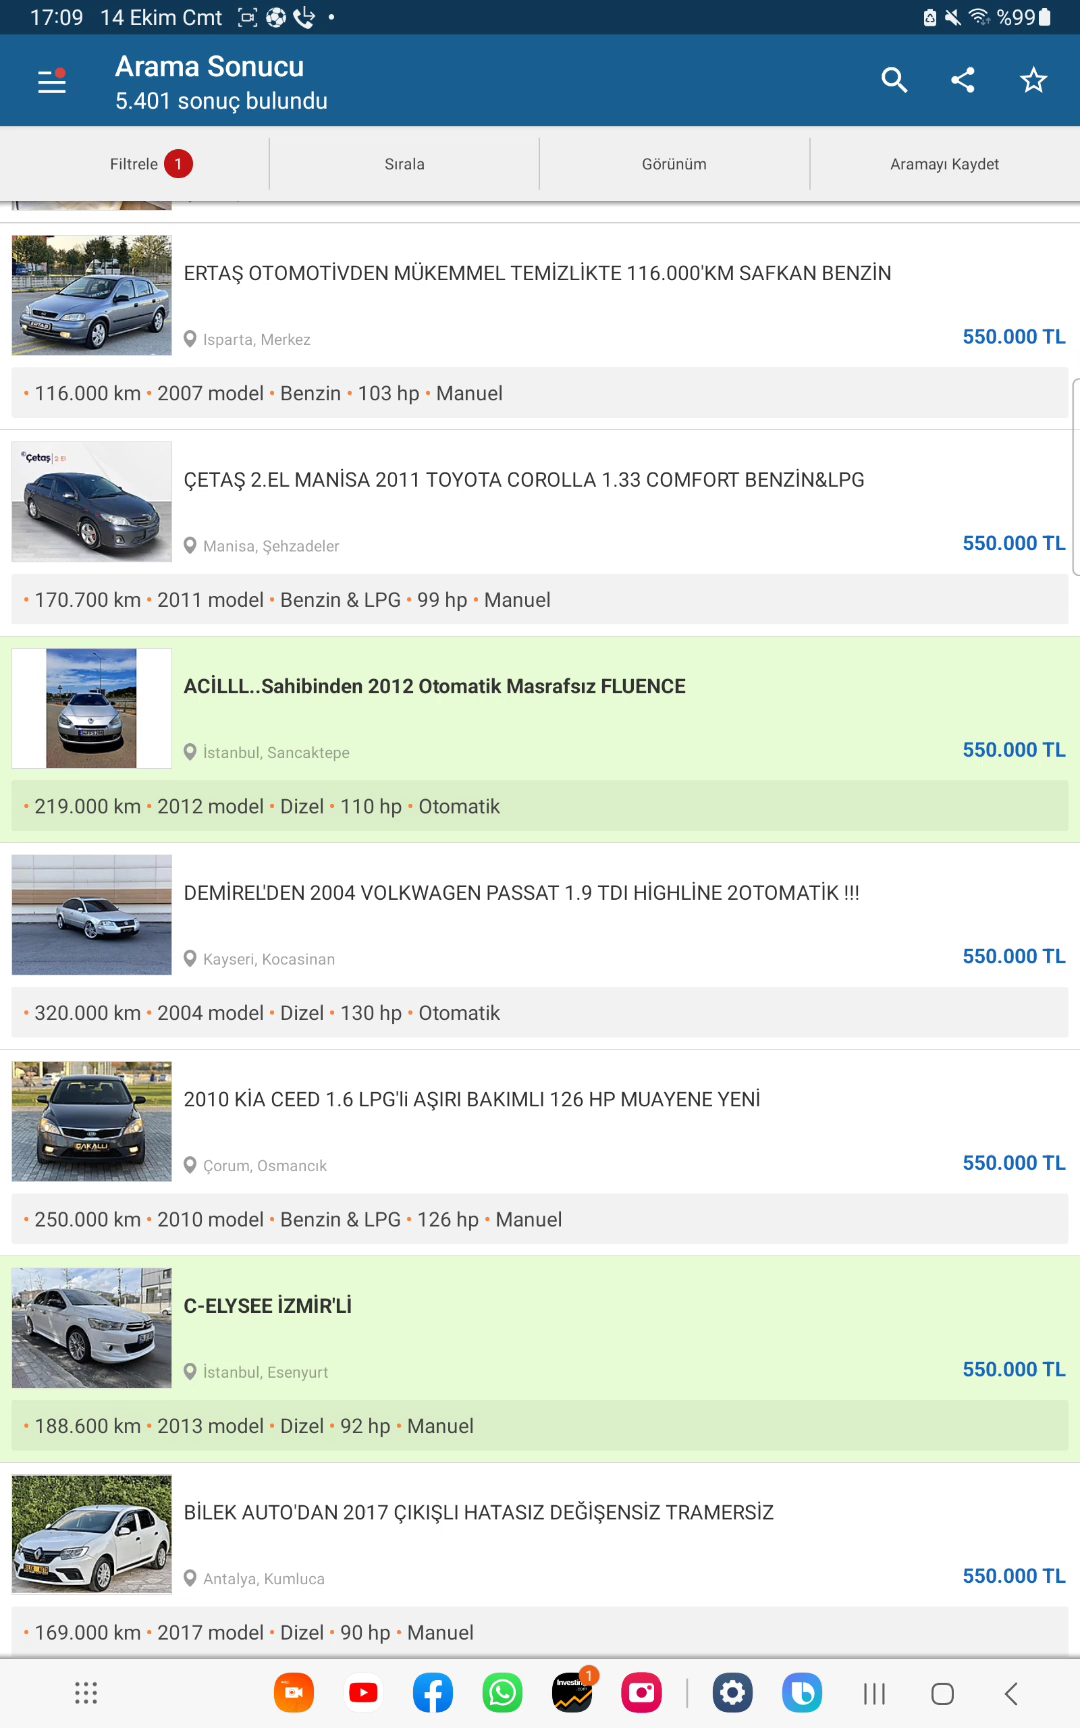 17:09 14 Ekim Cmt %99
Arama Sonucu
5.401 sonuç bulundu
Filtrele 1 Sırala Görünüm Aramayı Kaydet
ERTAŞ OTOMOTİVDEN MÜKEMMEL TEMİZLİKTE 116.000'KM SAFKAN BENZİN
Isparta, Merkez
550.000 TL
• 116.000 km • 2007 model • Benzin • 103 hp • Manuel
Çetaş 2.El
ÇETAŞ 2.EL MANİSA 2011 TOYOTA COROLLA 1.33 COMFORT BENZİN&LPG
Manisa, Şehzadeler
550.000 TL
• 170.700 km • 2011 model • Benzin & LPG • 99 hp • Manuel
ACİLLL..Sahibinden 2012 Otomatik Masrafsız FLUENCE
İstanbul, Sancaktepe
550.000 TL
• 219.000 km • 2012 model • Dizel • 110 hp • Otomatik
DEMİREL'DEN 2004 VOLKWAGEN PASSAT 1.9 TDI HİGHLİNE 2OTOMATİK !!!
Kayseri, Kocasinan
550.000 TL
• 320.000 km • 2004 model • Dizel • 130 hp • Otomatik
2010 KİA CEED 1.6 LPG'li AŞIRI BAKIMLI 126 HP MUAYENE YENİ
ÇAKALLI
Çorum, Osmancık
550.000 TL
• 250.000 km • 2010 model • Benzin & LPG • 126 hp • Manuel
C-ELYSEE İZMİR'Lİ
İstanbul, Esenyurt
550.000 TL
• 188.600 km • 2013 model • Dizel • 92 hp • Manuel
BİLEK AUTO'DAN 2017 ÇIKIŞLI HATASIZ DEĞİŞENSİZ TRAMERSİZ
Antalya, Kumluca
550.000 TL
• 169.000 km • 2017 model • Dizel • 90 hp • Manuel
Investing
.com
1